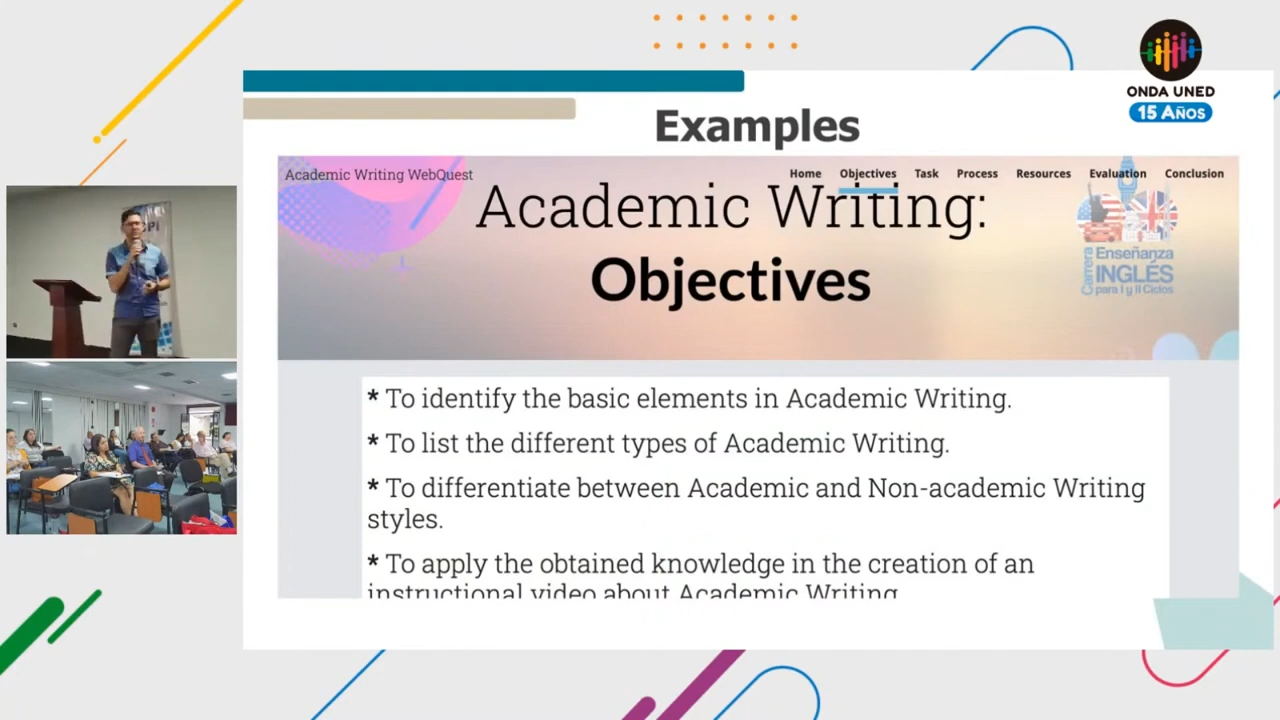 ONDA UNED
15 AÑOS
Examples
Academic Writing WebQuest
Home Objectives Task Process Resources Evaluation Conclusion
Academic Writing:
Objectives
Carrera
Enseñanza
INGLÉS
para I y II Ciclos
* To identify the basic elements in Academic Writing.
* To list the different types of Academic Writing.
* To differentiate between Academic and Non-academic Writing
styles.
* To apply the obtained knowledge in the creation of an
instructional video about Academic Writing